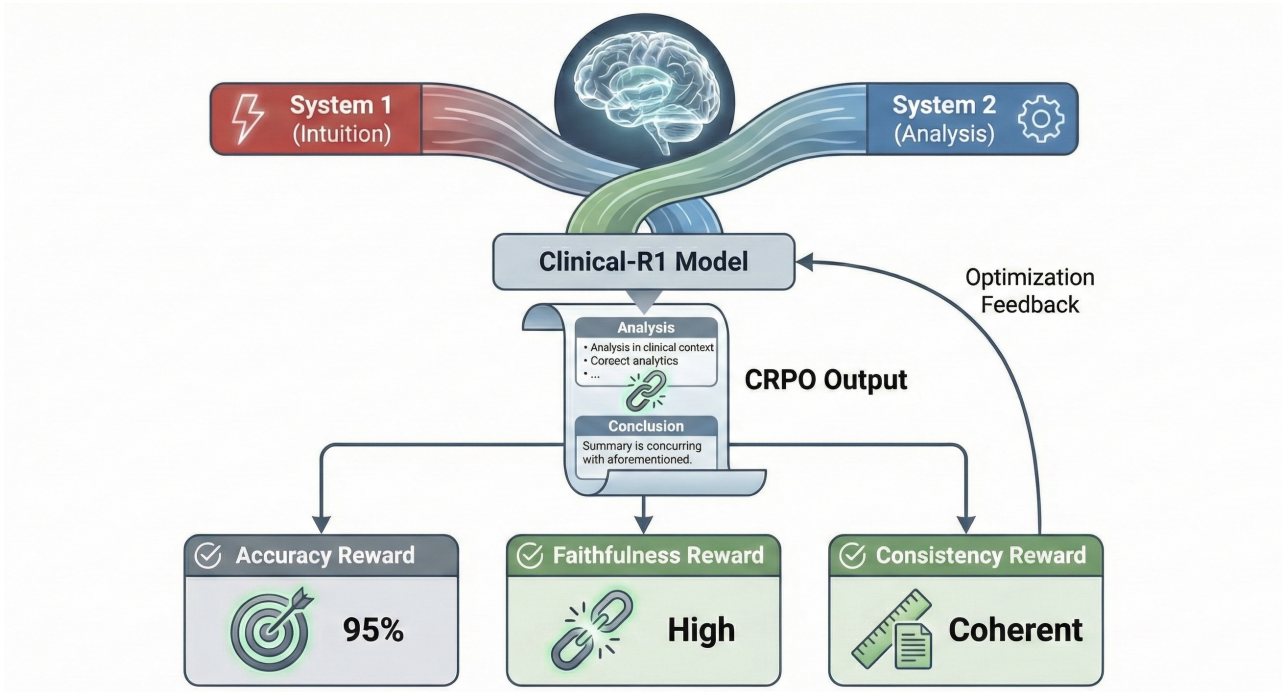 System 1
(Intuition)
System 2
(Analysis)
Clinical-R1 Model
Optimization
Feedback
Analysis
• Analysis in clinical context
• Coreect analytics
• ...
CRPO Output
Conclusion
Summary is concurring
with aforementioned.
Accuracy Reward
95%
Faithfulness Reward
High
Consistency Reward
Coherent